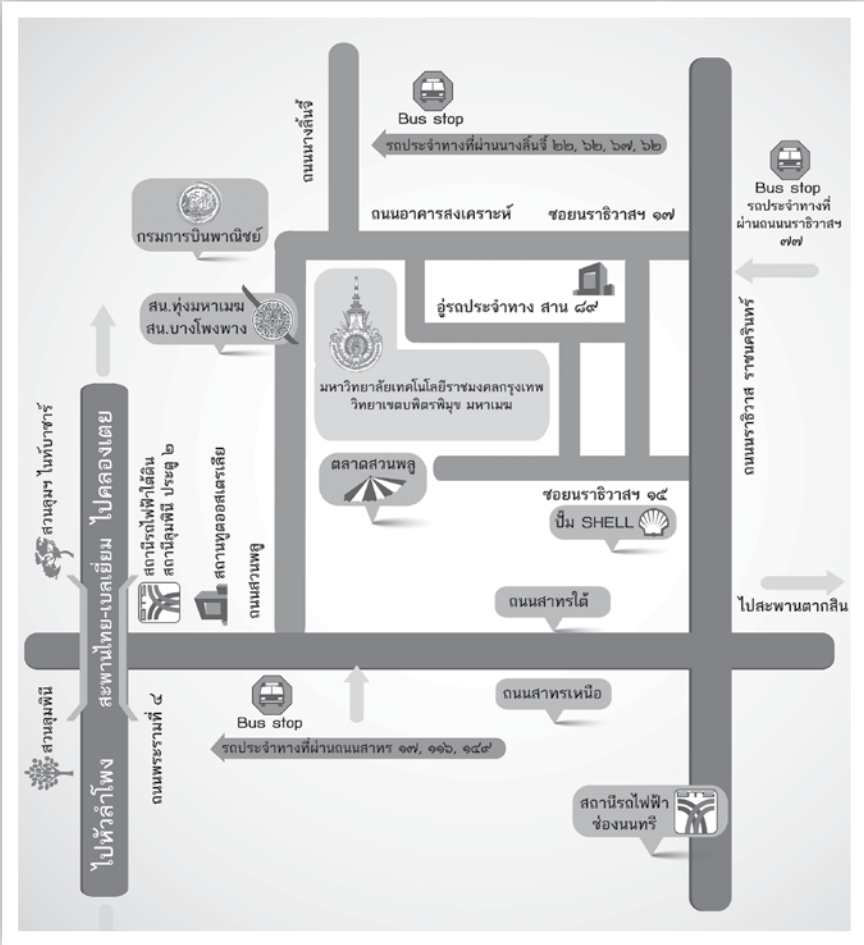 ถนนนางลิ้นจี่
Bus stop
รถประจำทางที่ผ่านนางลิ้นจี่ ๒๒, ๖๒, ๖๗, ๖๒
Bus stop
รถประจำทางที่
ผ่านถนนนราธิวาสฯ
๗๗
กรมการบินพาณิชย์
ถนนอาคารสงเคราะห์
ซอยนราธิวาสฯ ๑๗
สน.ทุ่งมหาเมฆ
สน.บางโพงพาง
อู่รถประจำทาง สาน ๘๙
มหาวิทยาลัยเทคโนโลยีราชมงคลกรุงเทพ
วิทยาเขตบพิตรพิมุข มหาเมฆ
ถนนนราธิวาส ราชนครินทร์
สวนลุมฯ ไนท์บาซาร์
ไปคลองเตย
สถานีรถไฟฟ้าใต้ดิน
สถานีลุมพินี ประตู ๒
สถานทูตออสเตรเลีย
ถนนสวนพลู
ตลาดสวนพลู
ซอยนราธิวาสฯ ๑๕
ปั๊ม SHELL
สะพานไทย-เบลเยี่ยม
BTS
ถนนสาทรใต้
ไปสะพานตากสิน
สวนลุมพินี
ถนนพระรามที่ ๔
Bus stop
รถประจำทางที่ผ่านถนนสาทร ๑๗, ๑๑๖, ๑๔๙
ถนนสาทรเหนือ
ไปหัวลำโพง
สถานีรถไฟฟ้า
ช่องนนทรี